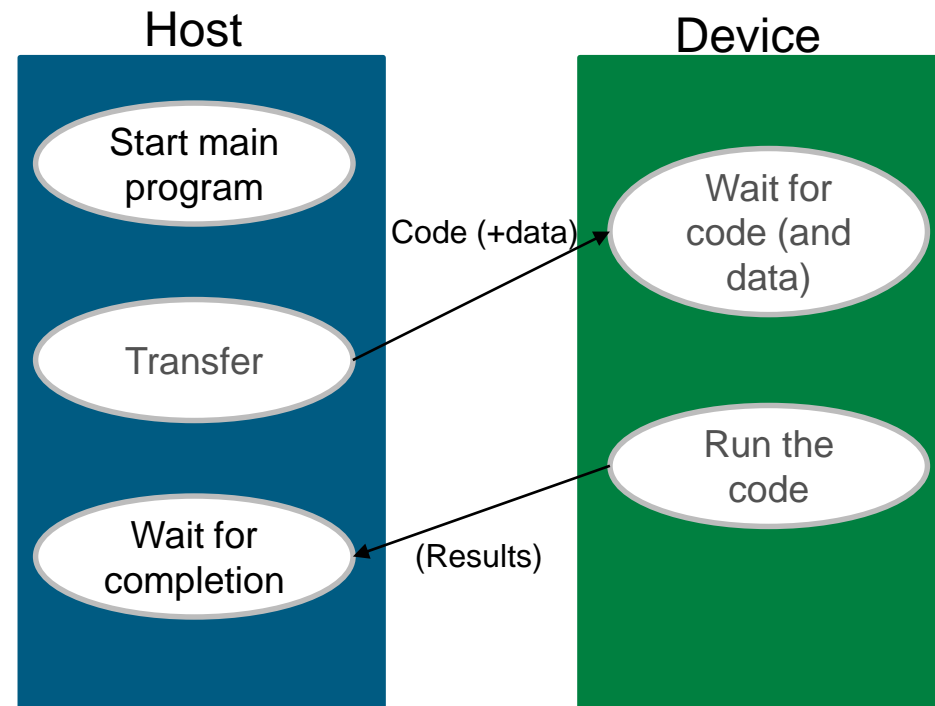 Host
Device
Start main
program
Wait for
code (and
data)
Code (+data)
Transfer
Run the
code
Wait for
completion
(Results)